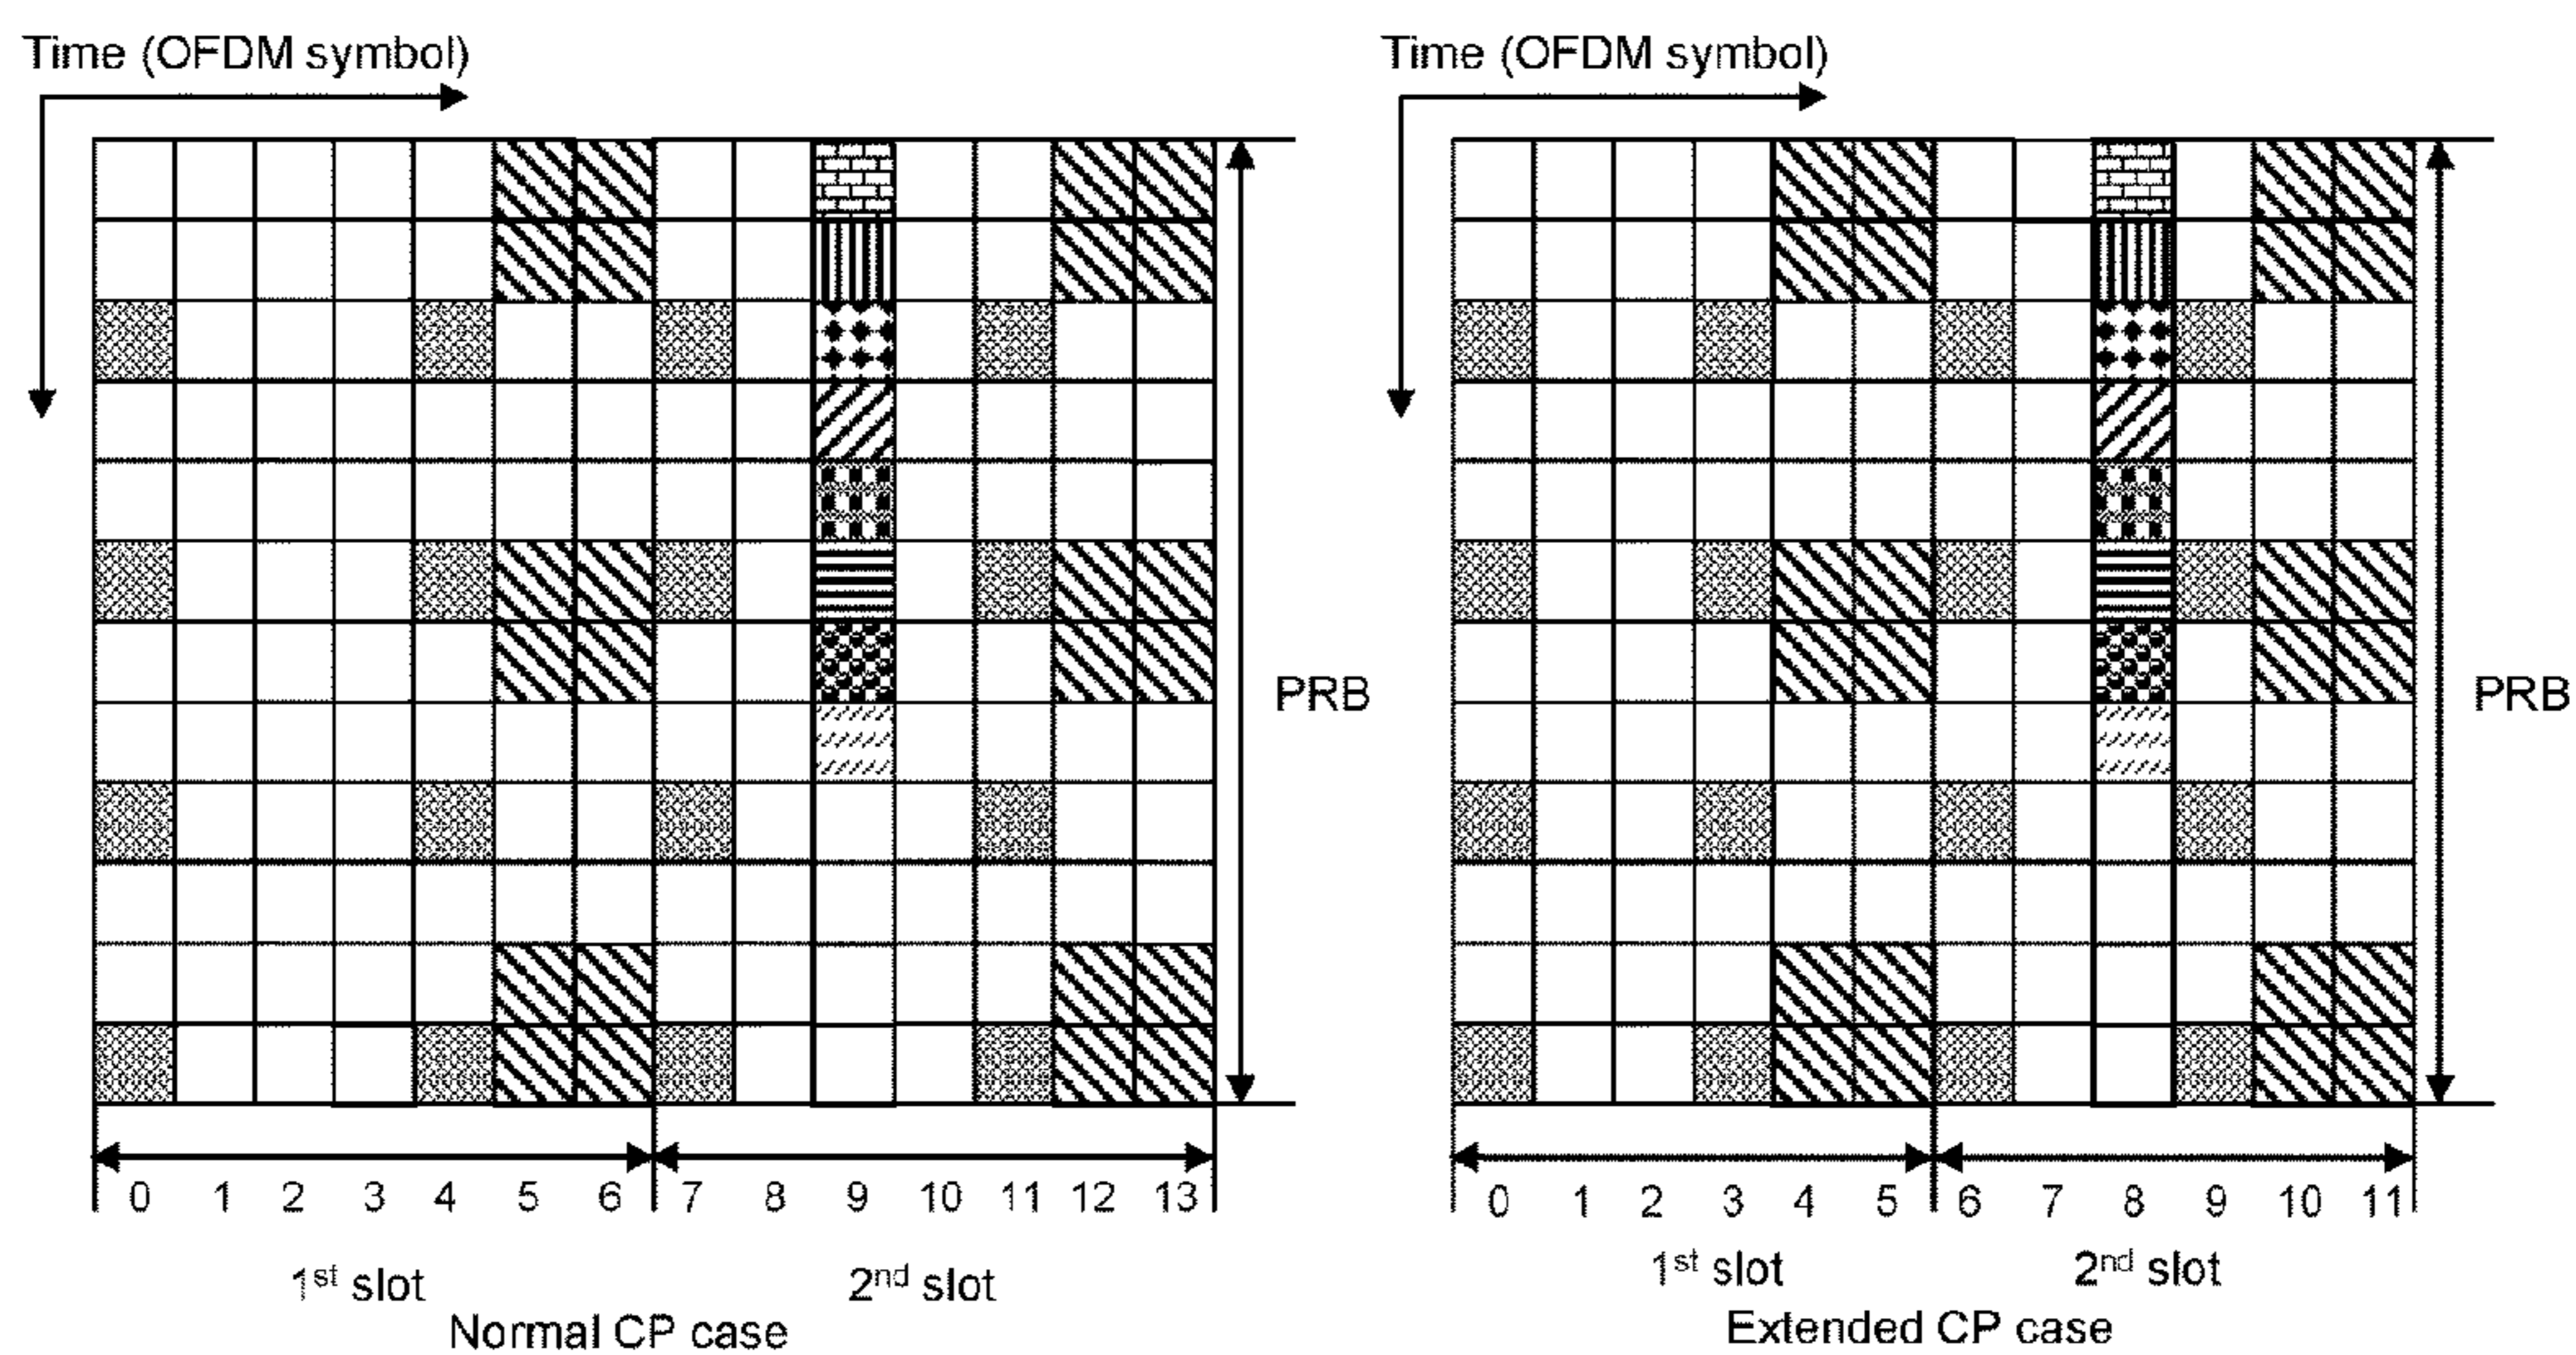 Time (OFDM symbol)
PRB
0 1 2 3 4 5 6 7 8 9 10 11 12 13
1st slot 2nd slot
Normal CP case
Time (OFDM symbol)
PRB
0 1 2 3 4 5 6 7 8 9 10 11
1st slot 2nd slot
Extended CP case